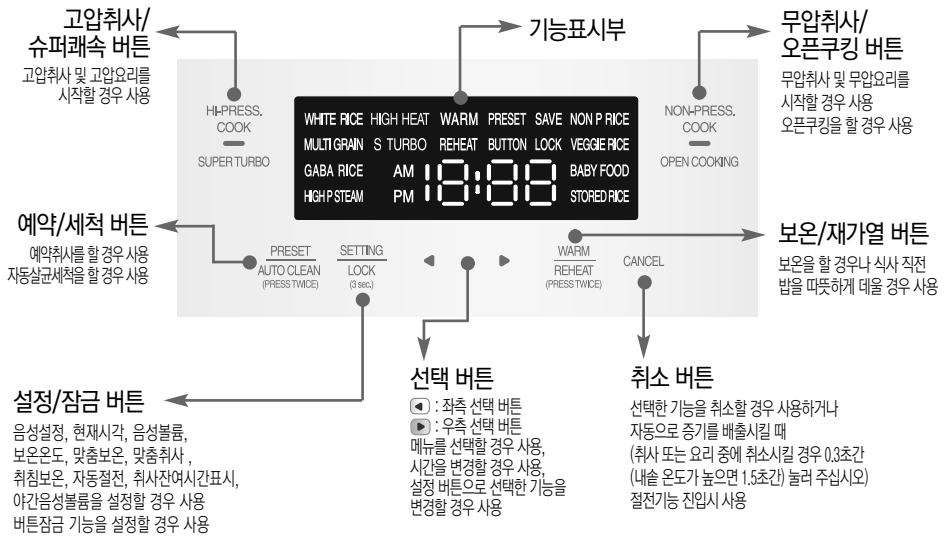 고압취사/
슈퍼쾌속 버튼
고압취사 및 고압요리를
시작할 경우 사용
기능표시부
무압취사/
오픈쿠킹 버튼
무압취사 및 무압요리를
시작할 경우 사용
오픈쿠킹을 할 경우 사용
HI-PRESS.
COOK
SUPER TURBO
WHITE RICE HIGH HEAT WARM PRESET SAVE NON P RICE
MULTI GRAIN S TURBO REHEAT BUTTON LOCK VEGGIE RICE
GABA RICE AM 18:88 BABY FOOD
HIGH P STEAM PM STORED RICE
NON-PRESS.
COOK
OPEN COOKING
예약/세척 버튼
예약취사를 할 경우 사용
자동살균세척을 할 경우 사용
PRESET
AUTO CLEAN
(PRESS TWICE)
SETTING
LOCK
(3 sec.)
◀ ▶
WARM
REHEAT
(PRESS TWICE)
CANCEL
보온/재가열 버튼
보온을 할 경우나 식사 직전
밥을 따뜻하게 데울 경우 사용
설정/잠금 버튼
음성설정, 현재시각, 음성볼륨,
보온온도, 맞춤보온, 맞춤취사 ,
취침보온, 자동절전, 취사잔여시간표시,
야간음성볼륨을 설정할 경우 사용
버튼잠금 기능을 설정할 경우 사용
선택 버튼
◀ : 좌측 선택 버튼
▶ : 우측 선택 버튼
메뉴를 선택할 경우 사용,
시간을 변경할 경우 사용,
설정 버튼으로 선택한 기능을
변경할 경우 사용
취소 버튼
선택한 기능을 취소할 경우 사용하거나
자동으로 증기를 배출시킬 때
(취사 또는 요리 중에 취소시킬 경우 0.3초간
(내솥 온도가 높으면 1.5초간) 눌러 주십시오)
절전기능 진입시 사용